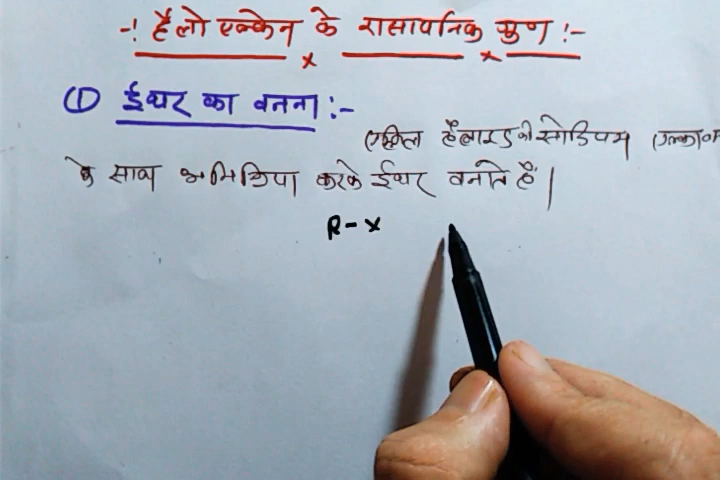 -: हैलो एल्केन के रासायनिक गुण :-
① ईथर का बनना :-
एल्किल हैलाइड की सोडियम
के साथ अभिक्रिया करके ईथर बनाते हैं |
R - X